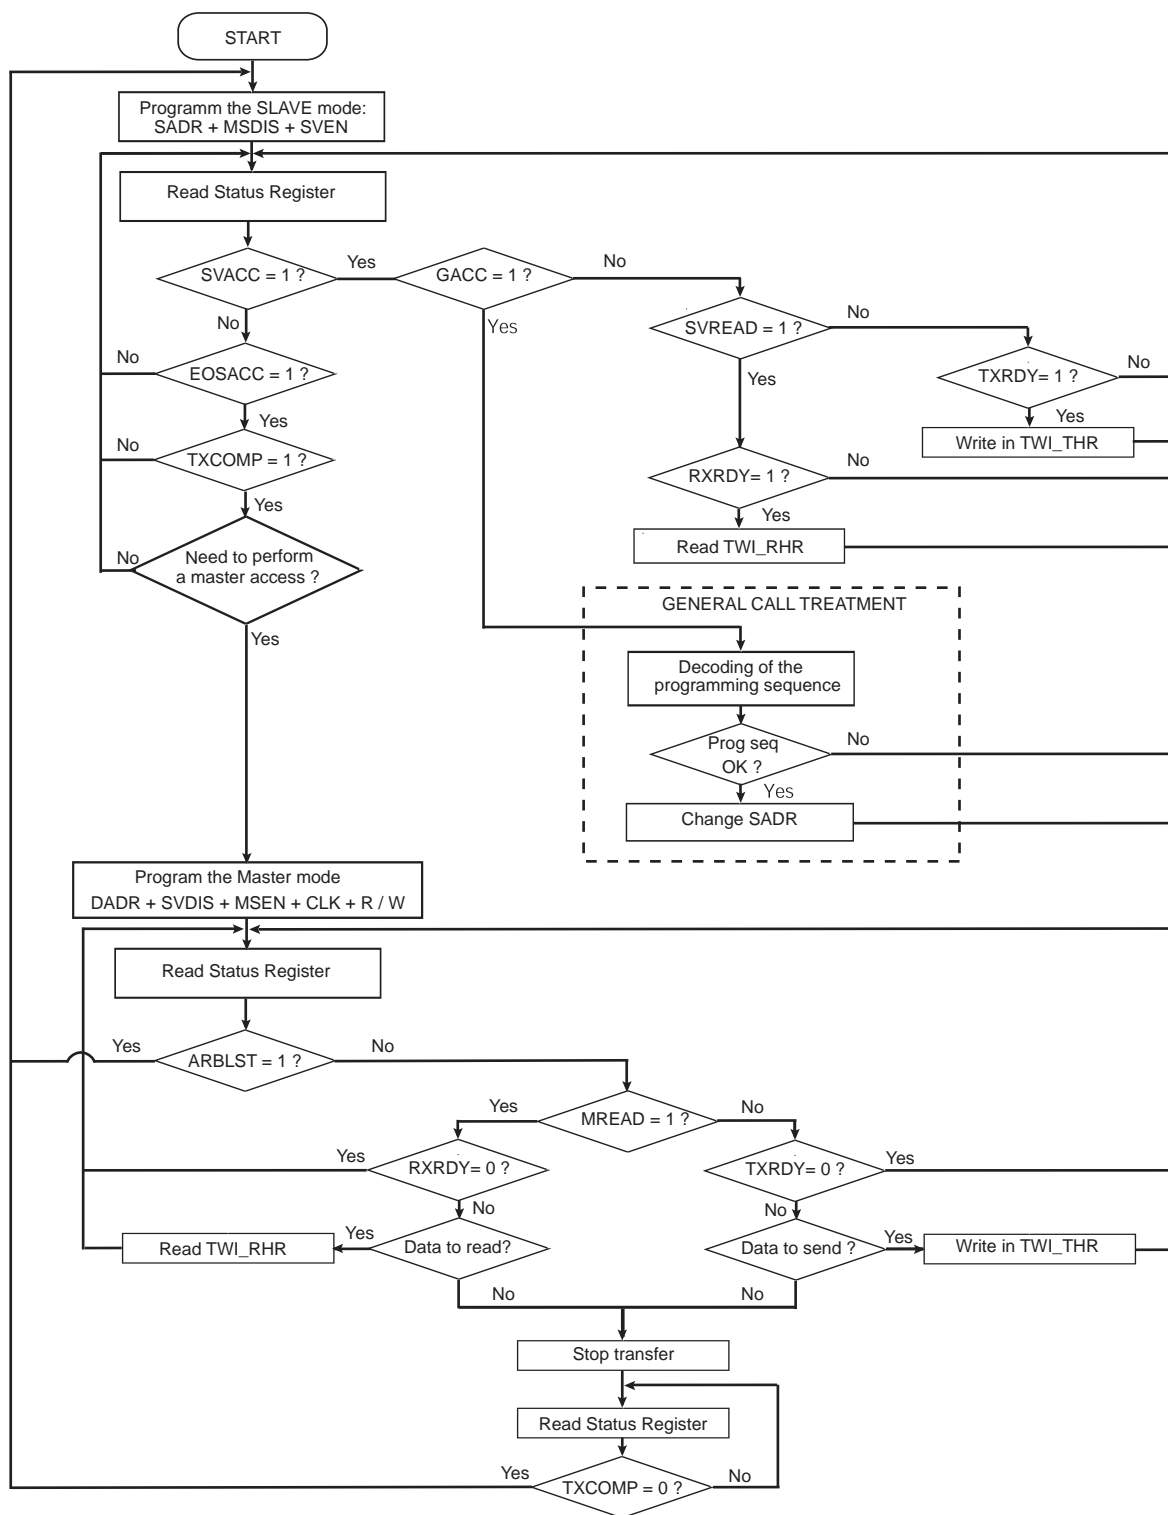 START
Programm the SLAVE mode:
SADR + MSDIS + SVEN
Read Status Register
SVACC = 1 ?
Yes
GACC = 1 ?
No
No
Yes
SVREAD = 1 ?
No
No
EOSACC = 1 ?
Yes
Yes
TXRDY= 1 ?
No
Yes
Write in TWI_THR
No
TXCOMP = 1 ?
Yes
RXRDY= 1 ?
No
Yes
Read TWI_RHR
No
Need to perform
a master access ?
Yes
GENERAL CALL TREATMENT
Decoding of the
programming sequence
Prog seq
OK ?
No
Yes
Change SADR
Program the Master mode
DADR + SVDIS + MSEN + CLK + R / W
Read Status Register
Yes
ARBLST = 1 ?
No
Yes
MREAD = 1 ?
No
Yes
RXRDY= 0 ?
TXRDY= 0 ?
Yes
No
No
Read TWI_RHR
Yes
Data to read?
Data to send ?
Yes
Write in TWI_THR
No
No
Stop transfer
Read Status Register
Yes
TXCOMP = 0 ?
No